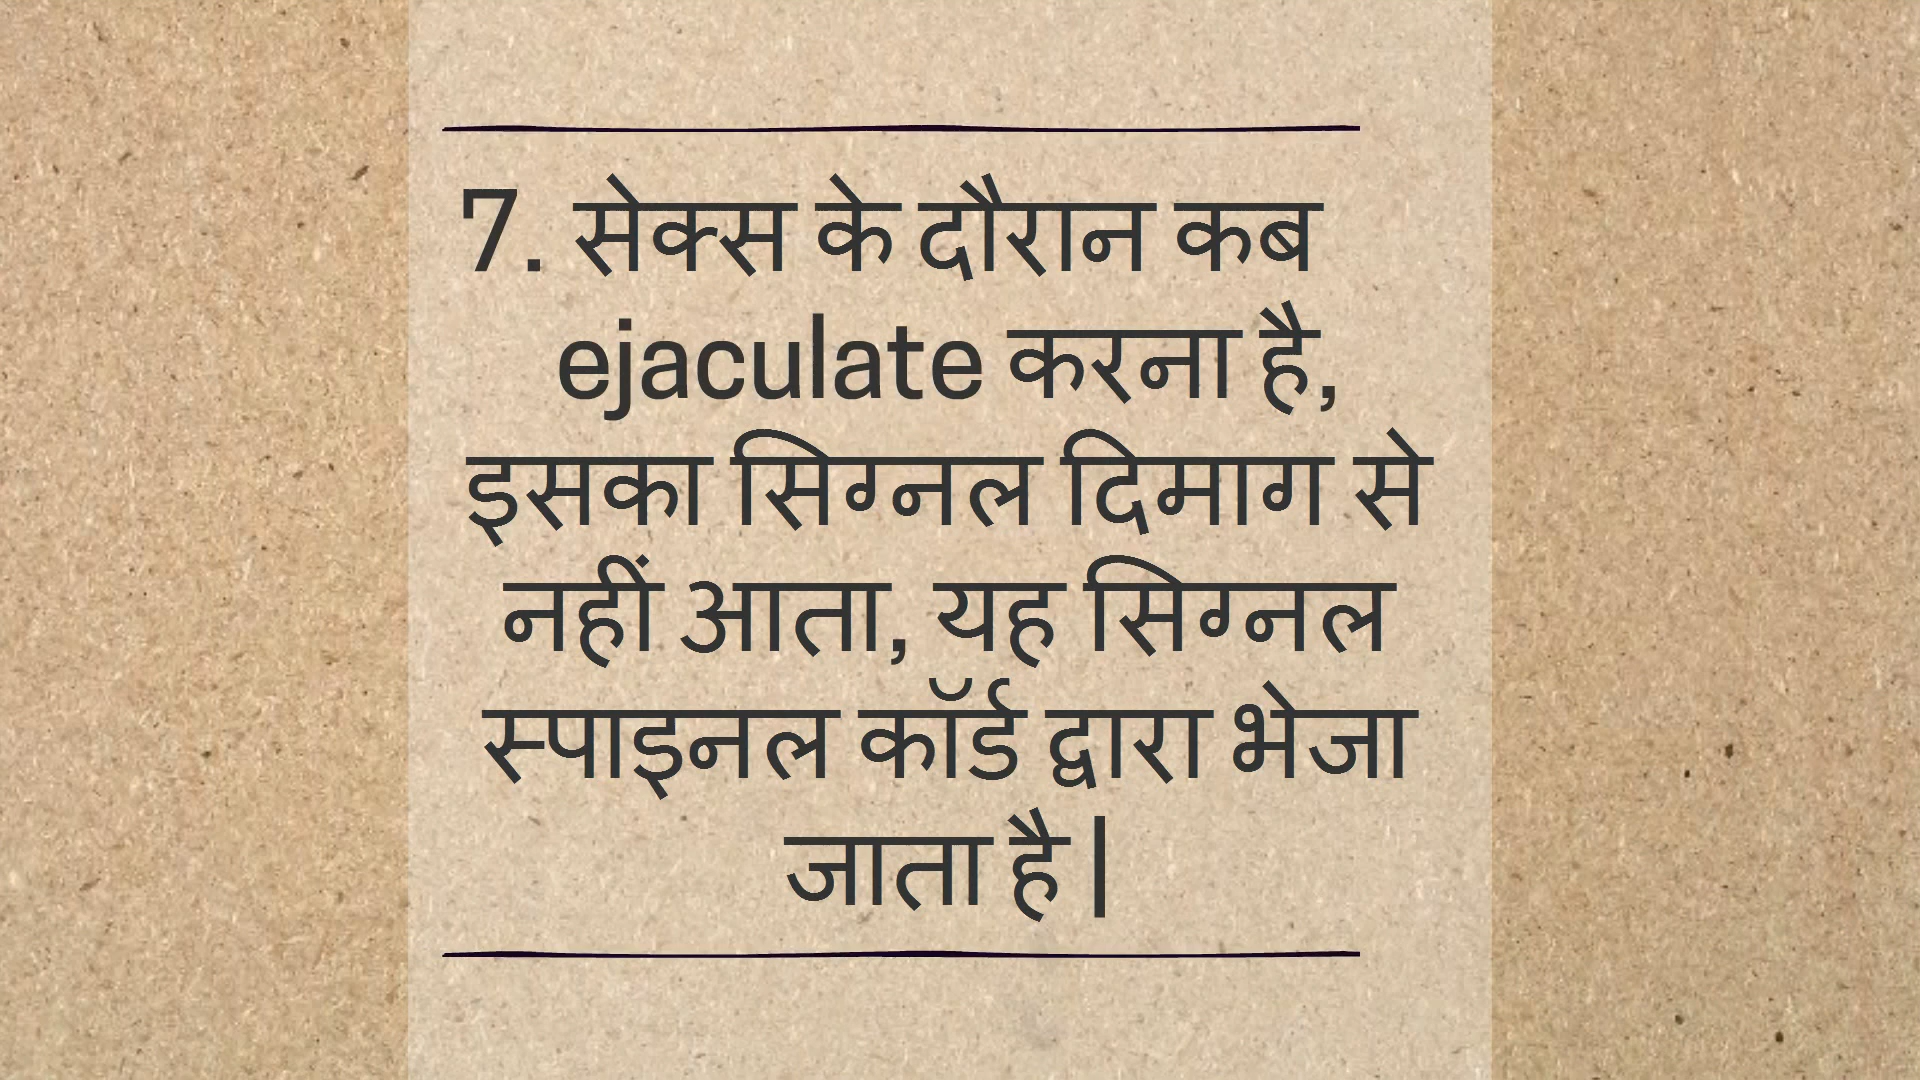 7. सेक्स के दौरान कब
ejaculate करना है,
इसका सिग्नल दिमाग से
नहीं आता, यह सिग्नल
स्पाइनल कॉर्ड द्वारा भेजा
जाता है |